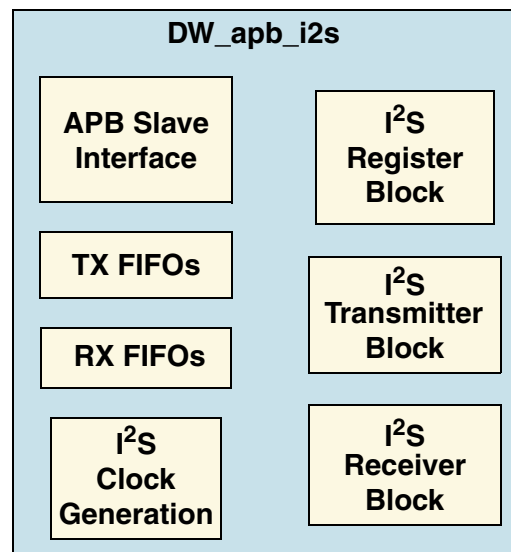 DW_apb_i2s
APB Slave
Interface
TX FIFOs
RX FIFOs
I²S
Clock
Generation
I²S
Register
Block
I²S
Transmitter
Block
I²S
Receiver
Block